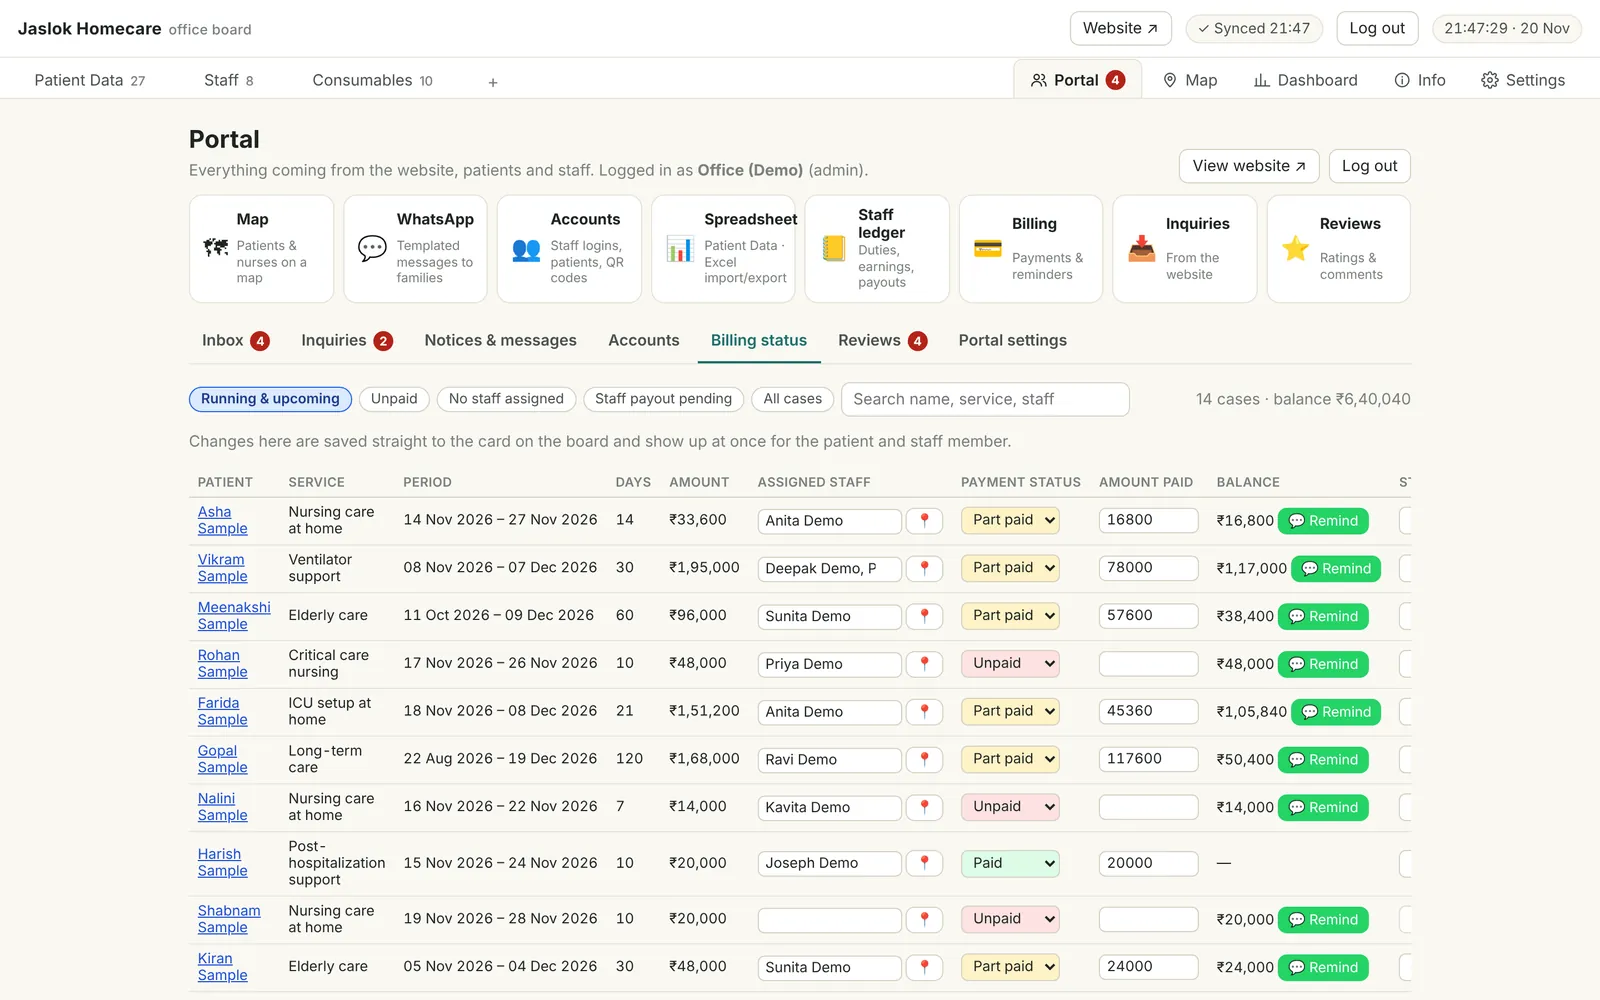 Jaslok Homecare office board
Website ↗
✓ Synced 21:47
Log out
21:47:29 · 20 Nov
Patient Data 27
Staff 8
Consumables 10
+
Portal 4
Map
Dashboard
Info
Settings
Portal
Everything coming from the website, patients and staff. Logged in as Office (Demo) (admin).
View website ↗
Log out
Map
Patients & nurses on a map
WhatsApp
Templated messages to families
Accounts
Staff logins, patients, QR codes
Spreadsheet
Patient Data · Excel import/export
Staff ledger
Duties, earnings, payouts
Billing
Payments & reminders
Inquiries
From the website
Reviews
Ratings & comments
Inbox 4
Inquiries 2
Notices & messages
Accounts
Billing status
Reviews 4
Portal settings
Running & upcoming
Unpaid
No staff assigned
Staff payout pending
All cases
Search name, service, staff
14 cases · balance ₹6,40,040
Changes here are saved straight to the card on the board and show up at once for the patient and staff member.
PATIENT SERVICE PERIOD DAYS AMOUNT ASSIGNED STAFF PAYMENT STATUS AMOUNT PAID BALANCE
Asha Sample Nursing care at home 14 Nov 2026 – 27 Nov 2026 14 ₹33,600 Anita Demo Part paid 16800 ₹16,800 Remind
Vikram Sample Ventilator support 08 Nov 2026 – 07 Dec 2026 30 ₹1,95,000 Deepak Demo, P Part paid 78000 ₹1,17,000 Remind
Meenakshi Sample Elderly care 11 Oct 2026 – 09 Dec 2026 60 ₹96,000 Sunita Demo Part paid 57600 ₹38,400 Remind
Rohan Sample Critical care nursing 17 Nov 2026 – 26 Nov 2026 10 ₹48,000 Priya Demo Unpaid ₹48,000 Remind
Farida Sample ICU setup at home 18 Nov 2026 – 08 Dec 2026 21 ₹1,51,200 Anita Demo Part paid 45360 ₹1,05,840 Remind
Gopal Sample Long-term care 22 Aug 2026 – 19 Dec 2026 120 ₹1,68,000 Ravi Demo Part paid 117600 ₹50,400 Remind
Nalini Sample Nursing care at home 16 Nov 2026 – 22 Nov 2026 7 ₹14,000 Kavita Demo Unpaid ₹14,000 Remind
Harish Sample Post-hospitalization support 15 Nov 2026 – 24 Nov 2026 10 ₹20,000 Joseph Demo Paid 20000 —
Shabnam Sample Nursing care at home 19 Nov 2026 – 28 Nov 2026 10 ₹20,000 Unpaid ₹20,000 Remind
Kiran Sample Elderly care 05 Nov 2026 – 04 Dec 2026 30 ₹48,000 Sunita Demo Part paid 24000 ₹24,000 Remind